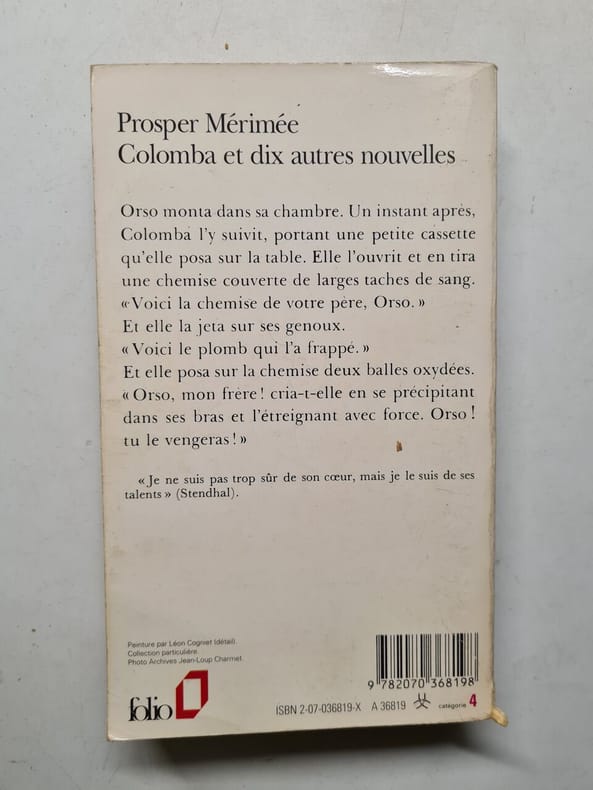 Prosper Mérimée
Colomba et dix autres nouvelles
Orso monta dans sa chambre. Un instant après,
Colomba l'y suivit, portant une petite cassette
qu'elle posa sur la table. Elle l'ouvrit et en tira
une chemise couverte de larges taches de sang.
« Voici la chemise de votre père, Orso. »
Et elle la jeta sur ses genoux.
« Voici le plomb qui l'a frappé. »
Et elle posa sur la chemise deux balles oxydées.
« Orso, mon frère ! cria-t-elle en se précipitant
dans ses bras et l'étreignant avec force. Orso !
tu le vengeras ! »
« Je ne suis pas trop sûr de son cœur, mais je le suis de ses
talents » (Stendhal).
Peinture par Léon Cogniet (détail).
Collection particulière.
Photo Archives Jean-Loup Charmet.
folio
9 782070 368198
ISBN 2-07-036819-X A 36819 catégorie 4